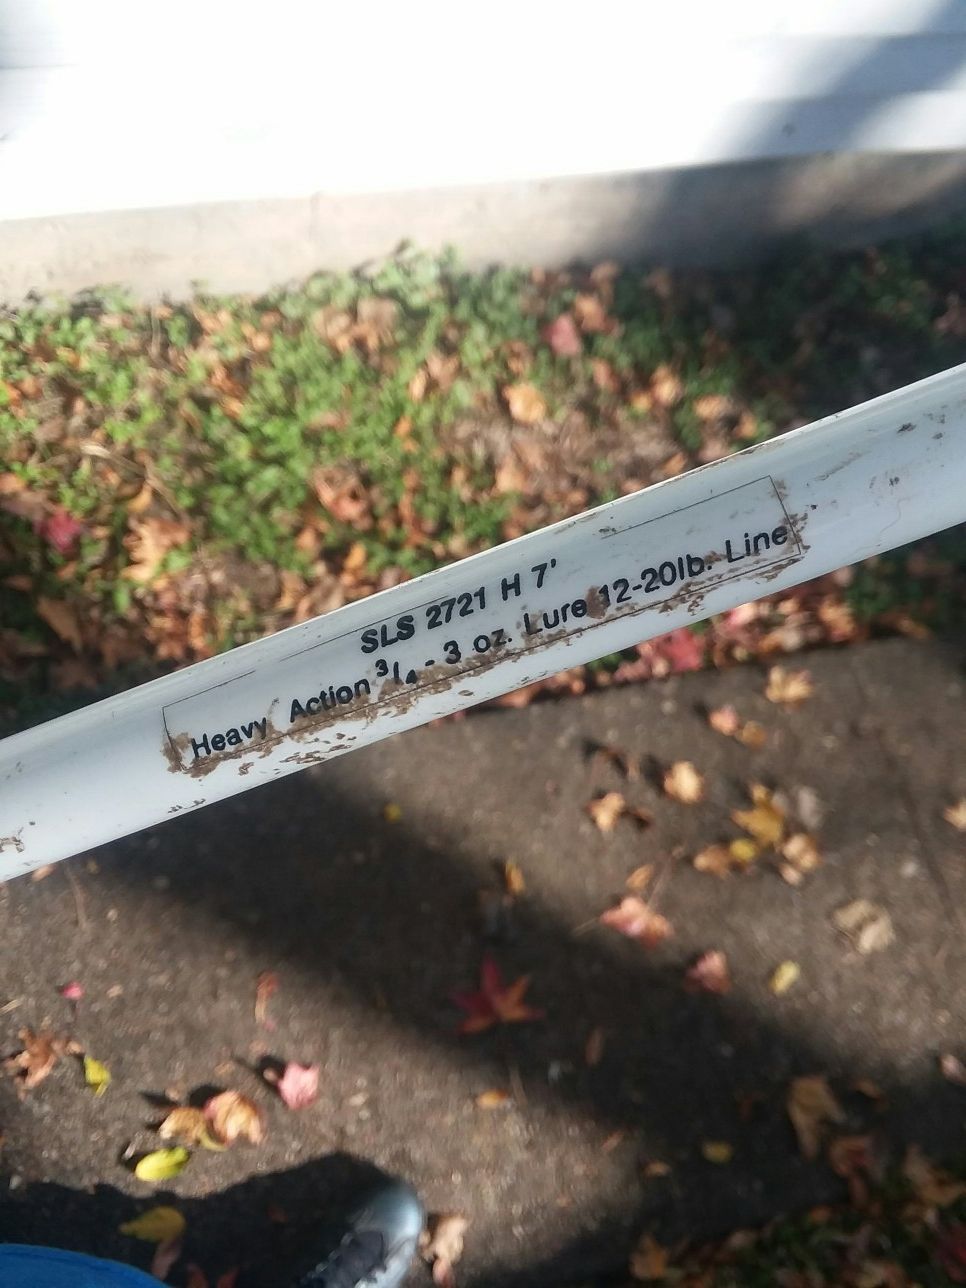 SLS 2721 H 7'
Heavy Action 3/4 - 3 oz. Lure 12-20lb. Line